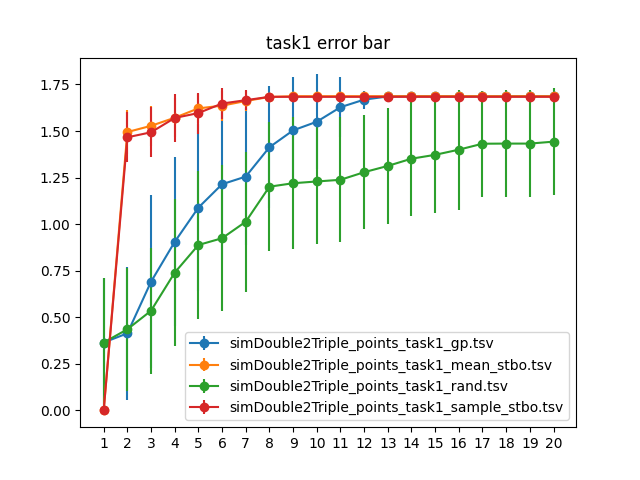 task1 error bar
1.75
1.50
1.25
1.00
0.75
0.50
0.25
0.00
1 2 3 4 5 6 7 8 9 10 11 12 13 14 15 16 17 18 19 20
simDouble2Triple_points_task1_gp.tsv
simDouble2Triple_points_task1_mean_stbo.tsv
simDouble2Triple_points_task1_rand.tsv
simDouble2Triple_points_task1_sample_stbo.tsv